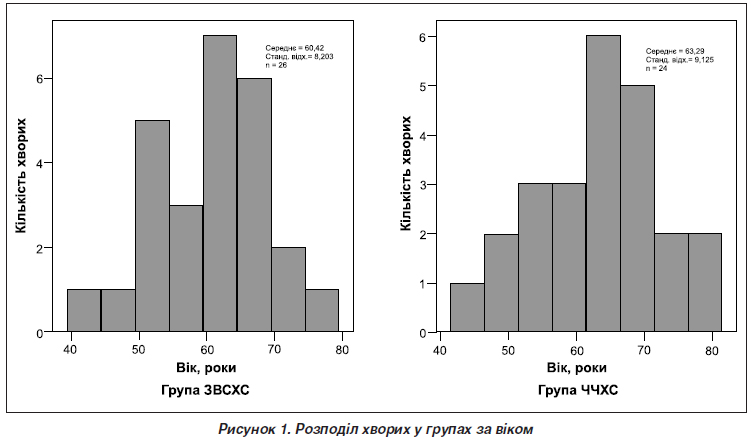 Середнє = 60,42
Станд. відх.= 8,203
n = 26
Кількість хворих
6
4
2
0
40 50 60 70 80
Вік, роки
Група ЗВСХС
Середнє = 63,29
Станд. відх.= 9,125
n = 24
Кількість хворих
6
5
4
3
2
1
0
40 50 60 70 80
Вік, роки
Група ЧЧХС
Рисунок 1. Розподіл хворих у групах за віком